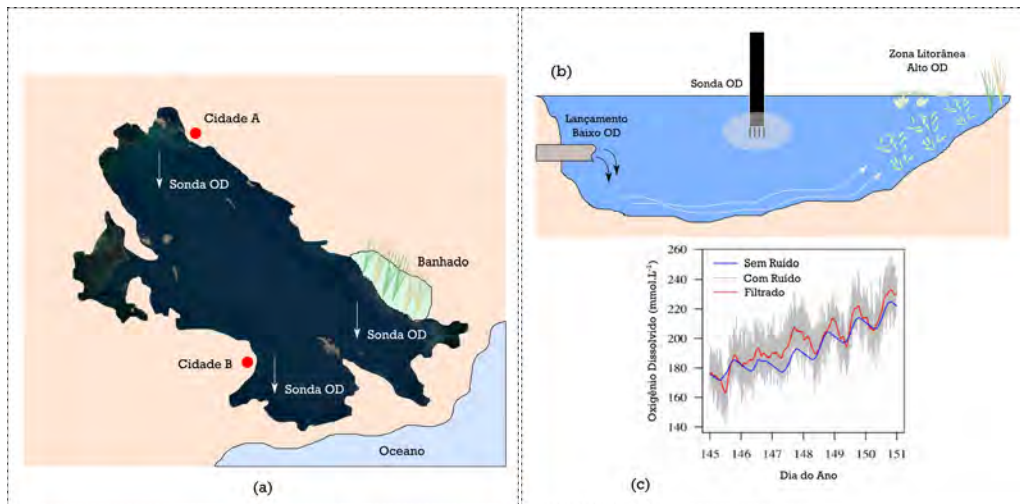 Cidade A
Sonda OD
Banhado
Sonda OD
Cidade B
Sonda OD
Oceano
(a)
(b)
Sonda OD
Zona Litorânea
Alto OD
Lançamento
Baixo OD
260
240
220
200
180
160
140
Oxigênio Dissolvido (mmol.L⁻¹)
Sem Ruído
Com Ruído
Filtrado
145 146 147 148 149 150 151
Dia do Ano
(c)